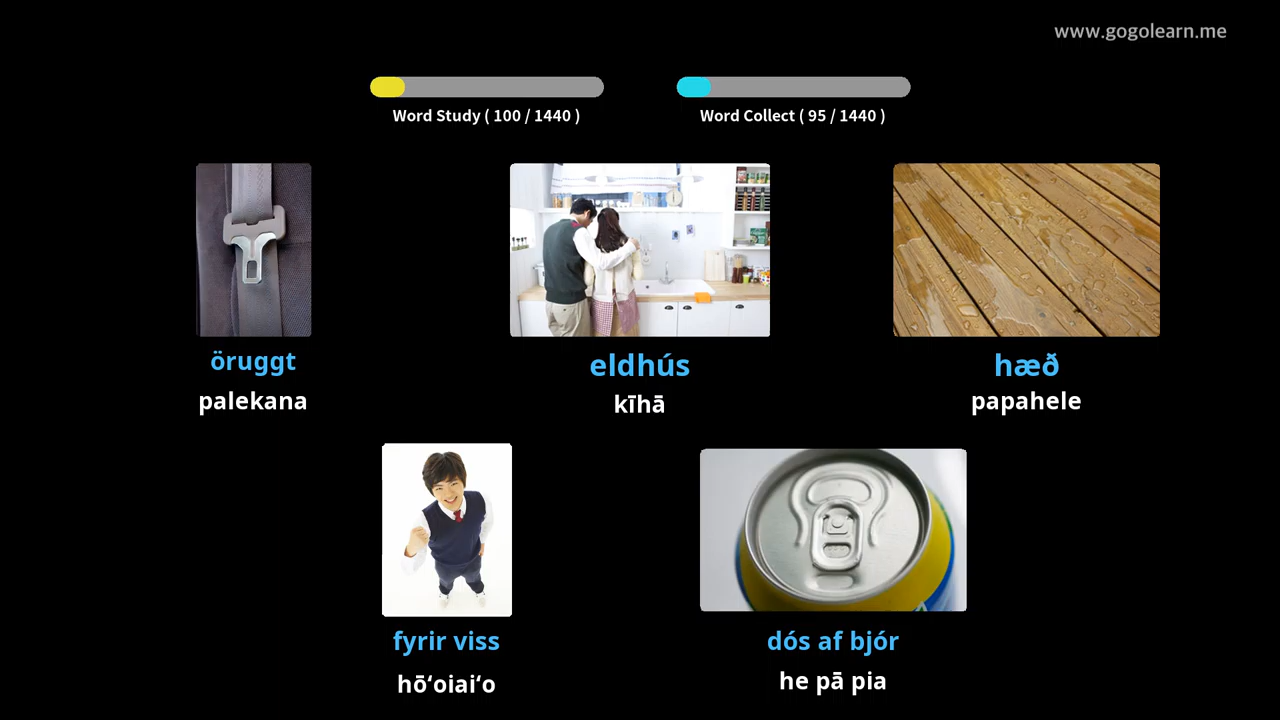 www.gogolearn.me
Word Study ( 100 / 1440 )
Word Collect ( 95 / 1440 )
öruggt
palekana
eldhús
kīhā
hæð
papahele
fyrir viss
hōʻoiaiʻo
dós af bjór
he pā pia